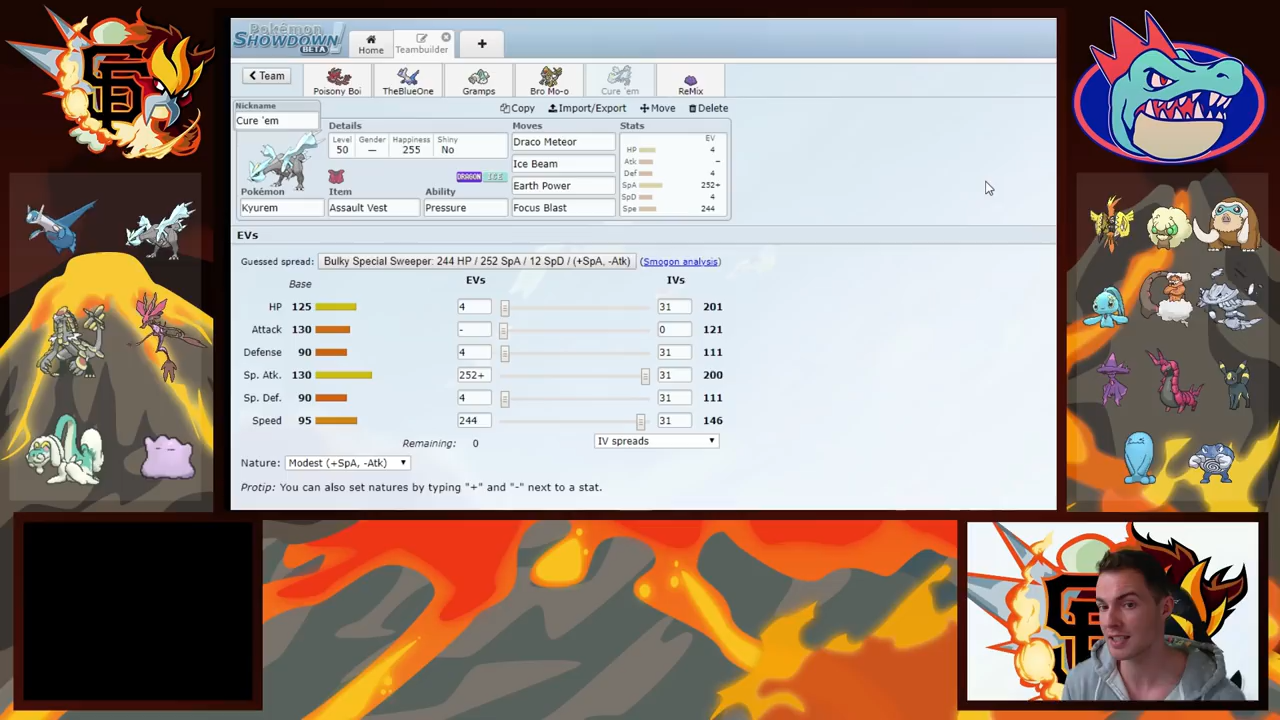 Pokémon
SHOWDOWN
BETA
Home
Teambuilder
+
< Team
Poisony Boi
TheBlueOne
Gramps
Bro Mo-o
Cure 'em
ReMix
Nickname
Cure 'em
Copy Import/Export Move Delete
Details
Level Gender Happiness Shiny
50 — 255 No
DRAGON ICE
Pokémon Item Ability
Kyurem Assault Vest Pressure
Moves
Draco Meteor
Ice Beam
Earth Power
Focus Blast
Stats
EV
HP 4
Atk –
Def 4
SpA 252+
SpD 4
Spe 244
EVs
Guessed spread: Bulky Special Sweeper: 244 HP / 252 SpA / 12 SpD / (+SpA, -Atk) (Smogon analysis)
Base EVs IVs
HP 125 4 31 201
Attack 130 - 0 121
Defense 90 4 31 111
Sp. Atk. 130 252+ 31 200
Sp. Def. 90 4 31 111
Speed 95 244 31 146
Remaining: 0 IV spreads
Nature: Modest (+SpA, -Atk)
Protip: You can also set natures by typing "+" and "-" next to a stat.
SF